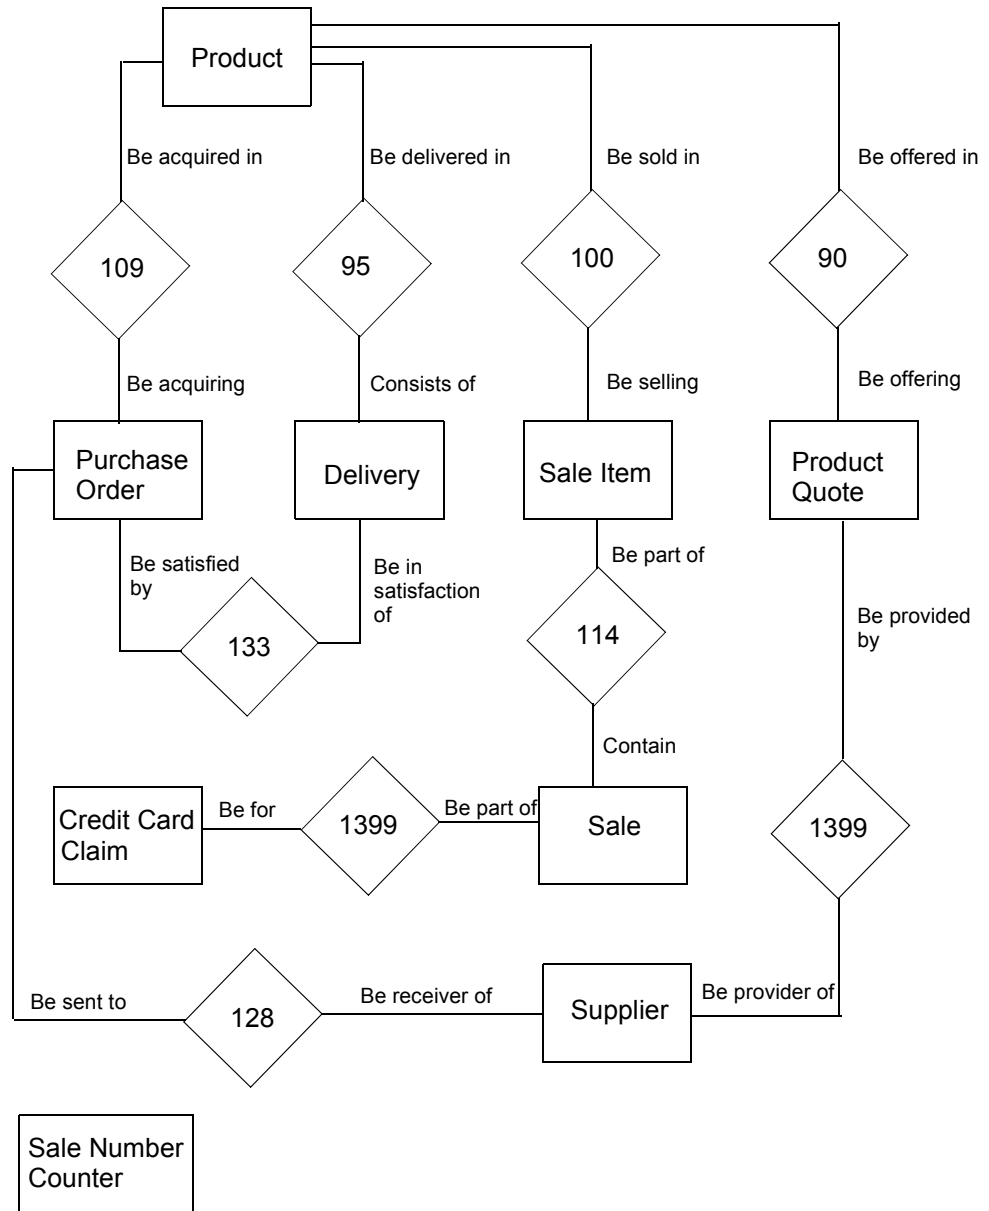 Product
Be acquired in
Be delivered in
Be sold in
Be offered in
109
95
100
90
Be acquiring
Consists of
Be selling
Be offering
Purchase
Order
Delivery
Sale Item
Product
Quote
Be satisfied
by
Be in
satisfaction
of
Be part of
133
114
Be provided
by
Contain
Credit Card
Claim
Be for
1399
Be part of
Sale
1399
Be sent to
128
Be receiver of
Supplier
Be provider of
Sale Number
Counter